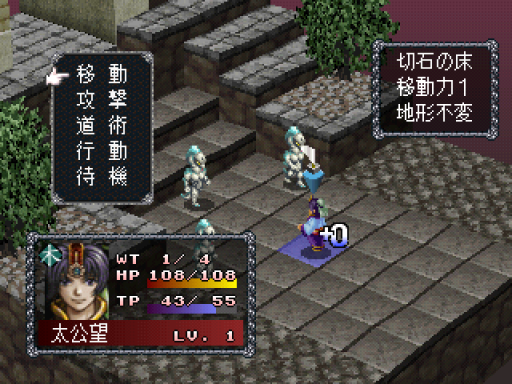 移動
攻撃
道術
行動
待機
切石の床
移動力1
地形不変
+0
木
WT 1/ 4
HP 108/108
TP 43/ 55
太公望 LV. 1